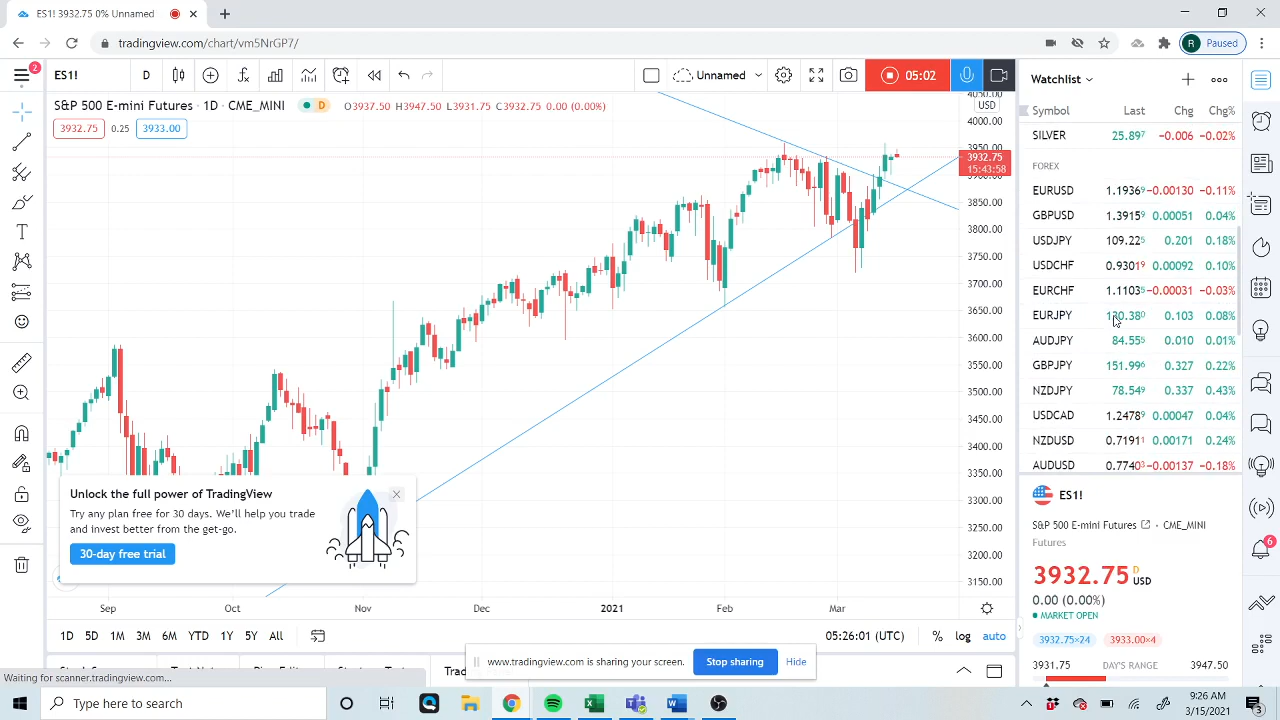 ES1! 3932.75 0% Unnamed
tradingview.com/chart/vm5NrGP7/
R Paused
2
ES1! D Unnamed 05:02
S&P 500 E-mini Futures · 1D · CME_MINI D O3937.50 H3947.50 L3931.75 C3932.75 0.00 (0.00%)
3932.75 0.25 3933.00
4050.00
USD
4000.00
3950.00
3932.75
15:43:58
3900.00
3850.00
3800.00
3750.00
3700.00
3650.00
3600.00
3550.00
3500.00
3450.00
3400.00
3350.00
3300.00
3250.00
3200.00
3150.00
Unlock the full power of TradingView
Try any plan free for 30 days. We'll help you trade
and invest better from the get-go.
30-day free trial
Sep Oct Nov Dec 2021 Feb Mar
1D 5D 1M 3M 6M YTD 1Y 5Y All 05:26:01 (UTC) % log auto
Watchlist
Symbol Last Chg Chg%
SILVER 25.897 −0.006 −0.02%
FOREX
EURUSD 1.19369 −0.00130 −0.11%
GBPUSD 1.39159 0.00051 0.04%
USDJPY 109.225 0.201 0.18%
USDCHF 0.93019 0.00092 0.10%
EURCHF 1.11035 −0.00031 −0.03%
EURJPY 130.380 0.103 0.08%
AUDJPY 84.555 0.010 0.01%
GBPJPY 151.996 0.327 0.22%
NZDJPY 78.549 0.337 0.43%
USDCAD 1.24789 0.00047 0.04%
NZDUSD 0.71911 0.00171 0.24%
AUDUSD 0.77403 −0.00137 −0.18%
ES1!
S&P 500 E-mini Futures · CME_MINI
Futures
3932.75 D USD
0.00 (0.00%)
MARKET OPEN
3932.75×24 3933.00×4
3931.75 DAY'S RANGE 3947.50
6
www.tradingview.com is sharing your screen. Stop sharing Hide
Waiting for scanner.tradingview.com...
Type here to search
9:26 AM
3/15/2021
3